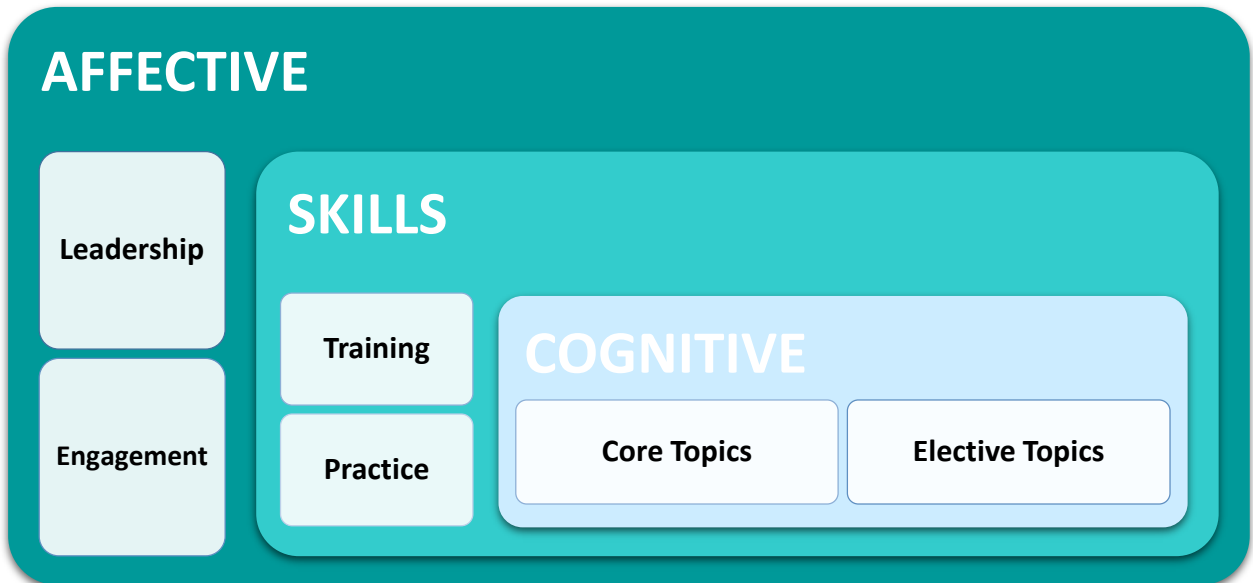 AFFECTIVE
Leadership
Engagement
SKILLS
Training
Practice
COGNITIVE
Core Topics
Elective Topics